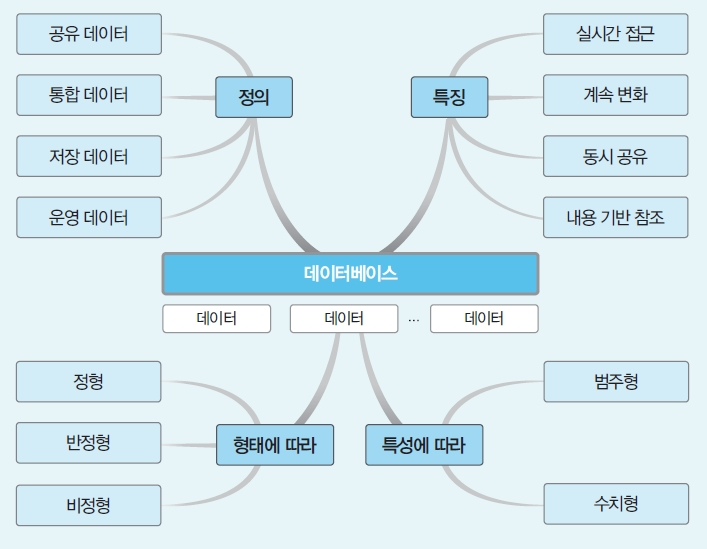 공유 데이터
통합 데이터
저장 데이터
운영 데이터
정의
특징
실시간 접근
계속 변화
동시 공유
내용 기반 참조
데이터베이스
데이터
데이터
...
데이터
정형
반정형
비정형
형태에 따라
특성에 따라
범주형
수치형